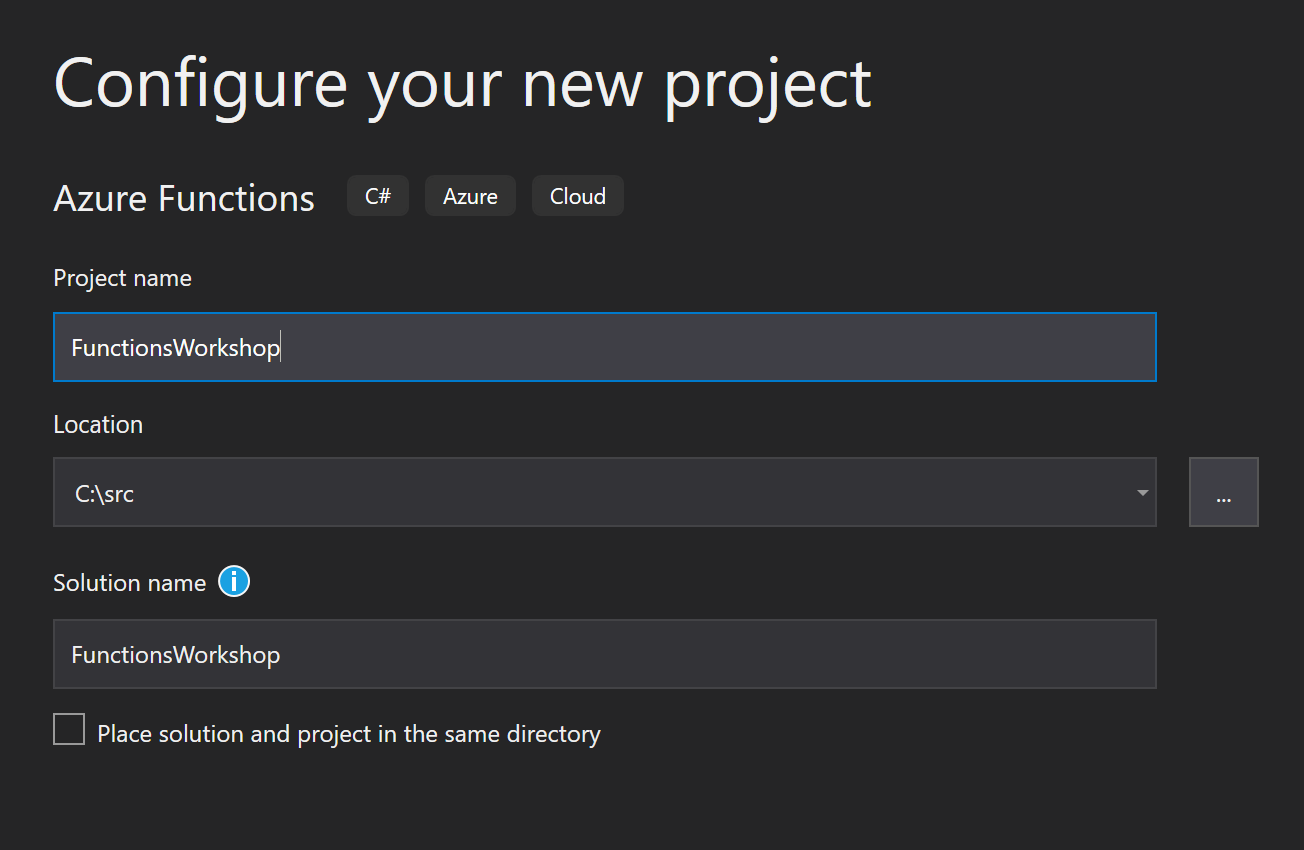 Configure your new project
Azure Functions C# Azure Cloud
Project name
FunctionsWorkshop
Location
C:\src
...
Solution name
FunctionsWorkshop
Place solution and project in the same directory